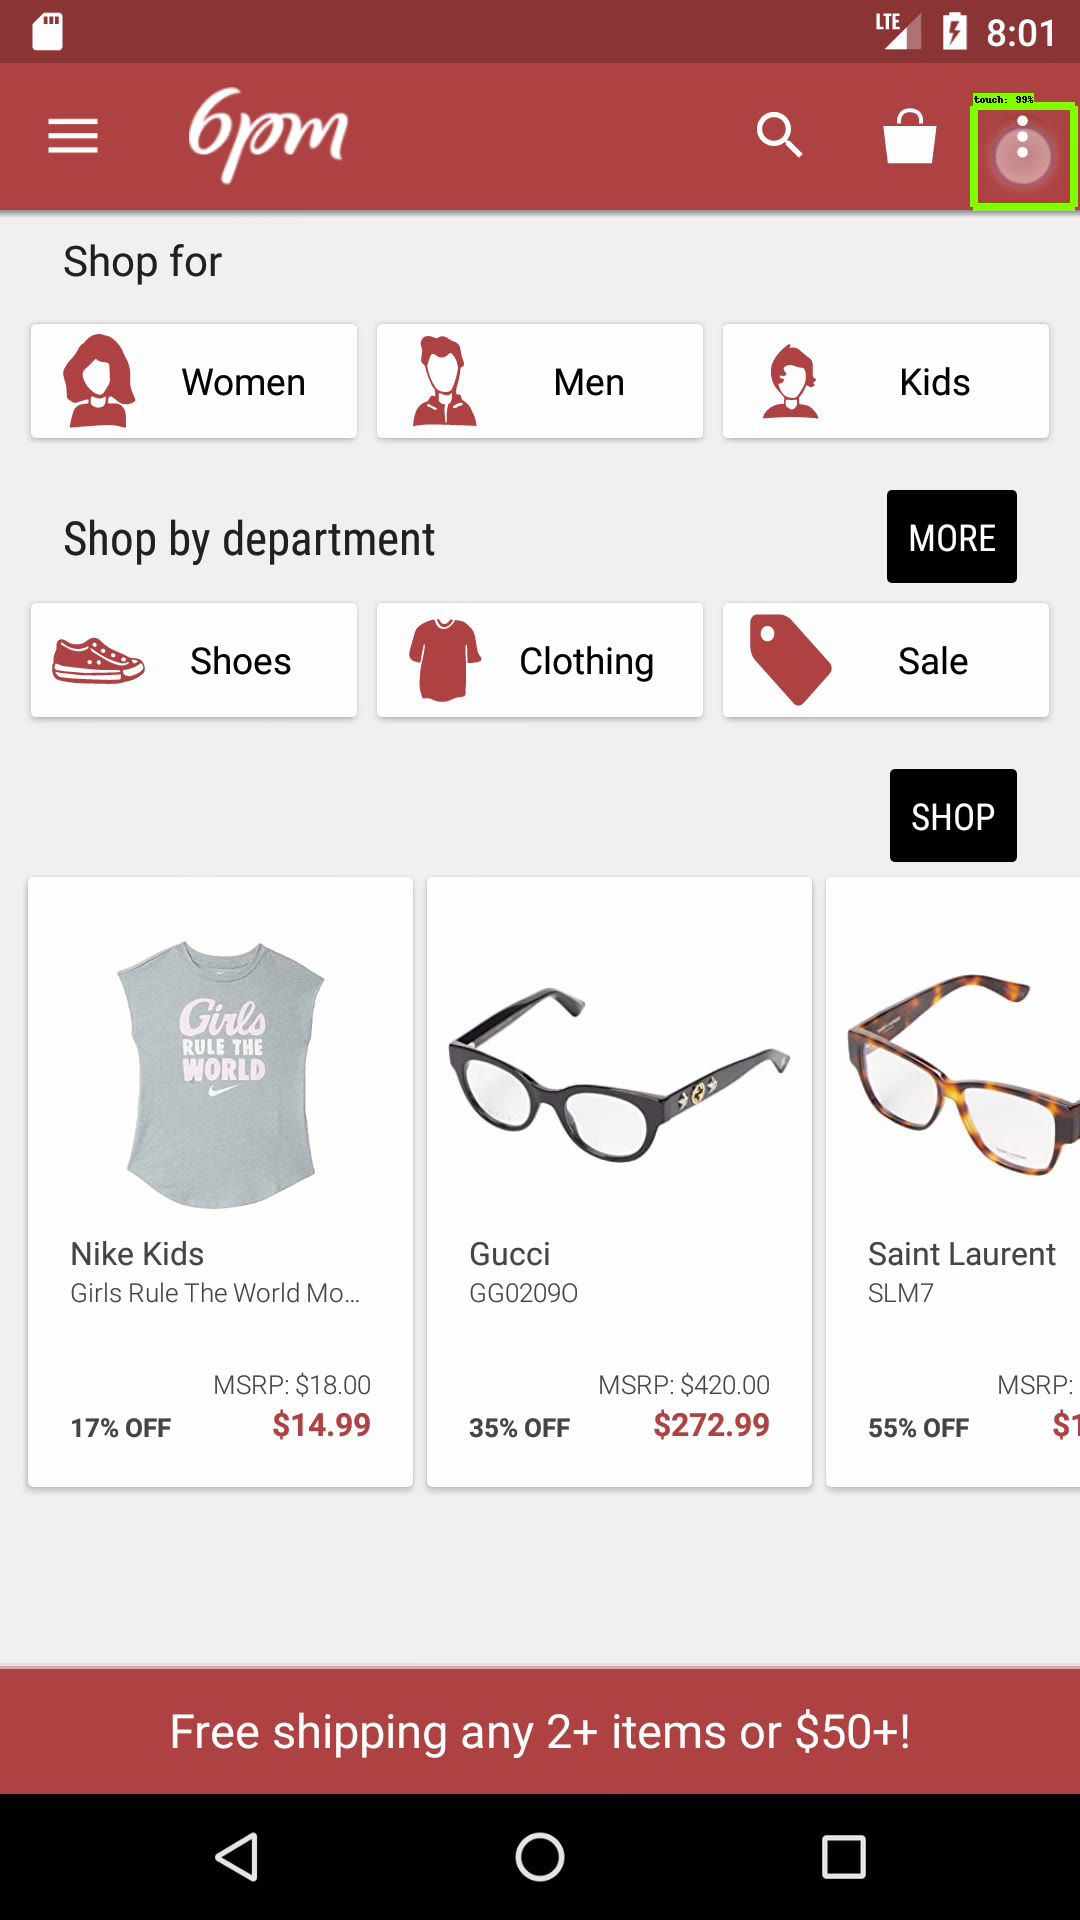 LTE 8:01
touch: 99%
6pm
Shop for
Women Men Kids
Shop by department MORE
Shoes Clothing Sale
SHOP
Girls
RULE THE
WORLD
Nike Kids
Girls Rule The World Mo...
MSRP: $18.00
17% OFF $14.99
Gucci
GG0209O
MSRP: $420.00
35% OFF $272.99
Saint Laurent
SLM7
MSRP:
55% OFF $1
Free shipping any 2+ items or $50+!